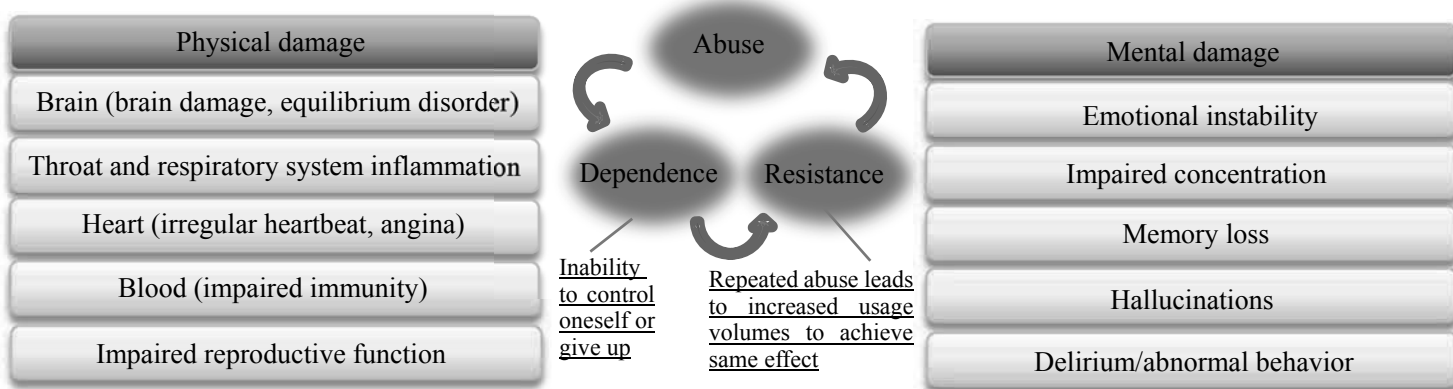 Physical damage
Brain (brain damage, equilibrium disorder)
Throat and respiratory system inflammation
Heart (irregular heartbeat, angina)
Blood (impaired immunity)
Impaired reproductive function
Abuse
Dependence
Resistance
Inability
to control
oneself or
give up
Repeated abuse leads
to increased usage
volumes to achieve
same effect
Mental damage
Emotional instability
Impaired concentration
Memory loss
Hallucinations
Delirium/abnormal behavior